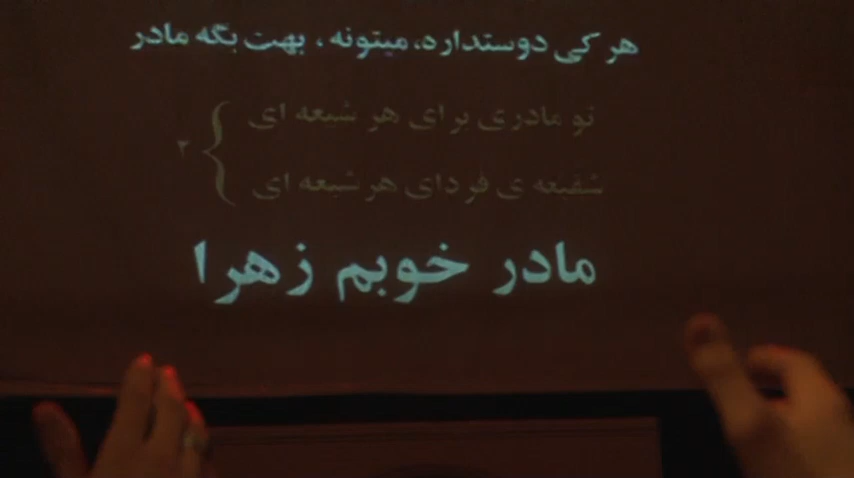 هر کی دوستداره، میتونه ، بهت بگه مادر
تو مادری برای هر شیعه ای
۲
شفیعه ی فردای هر شیعه ای
مادر خوبم زهرا